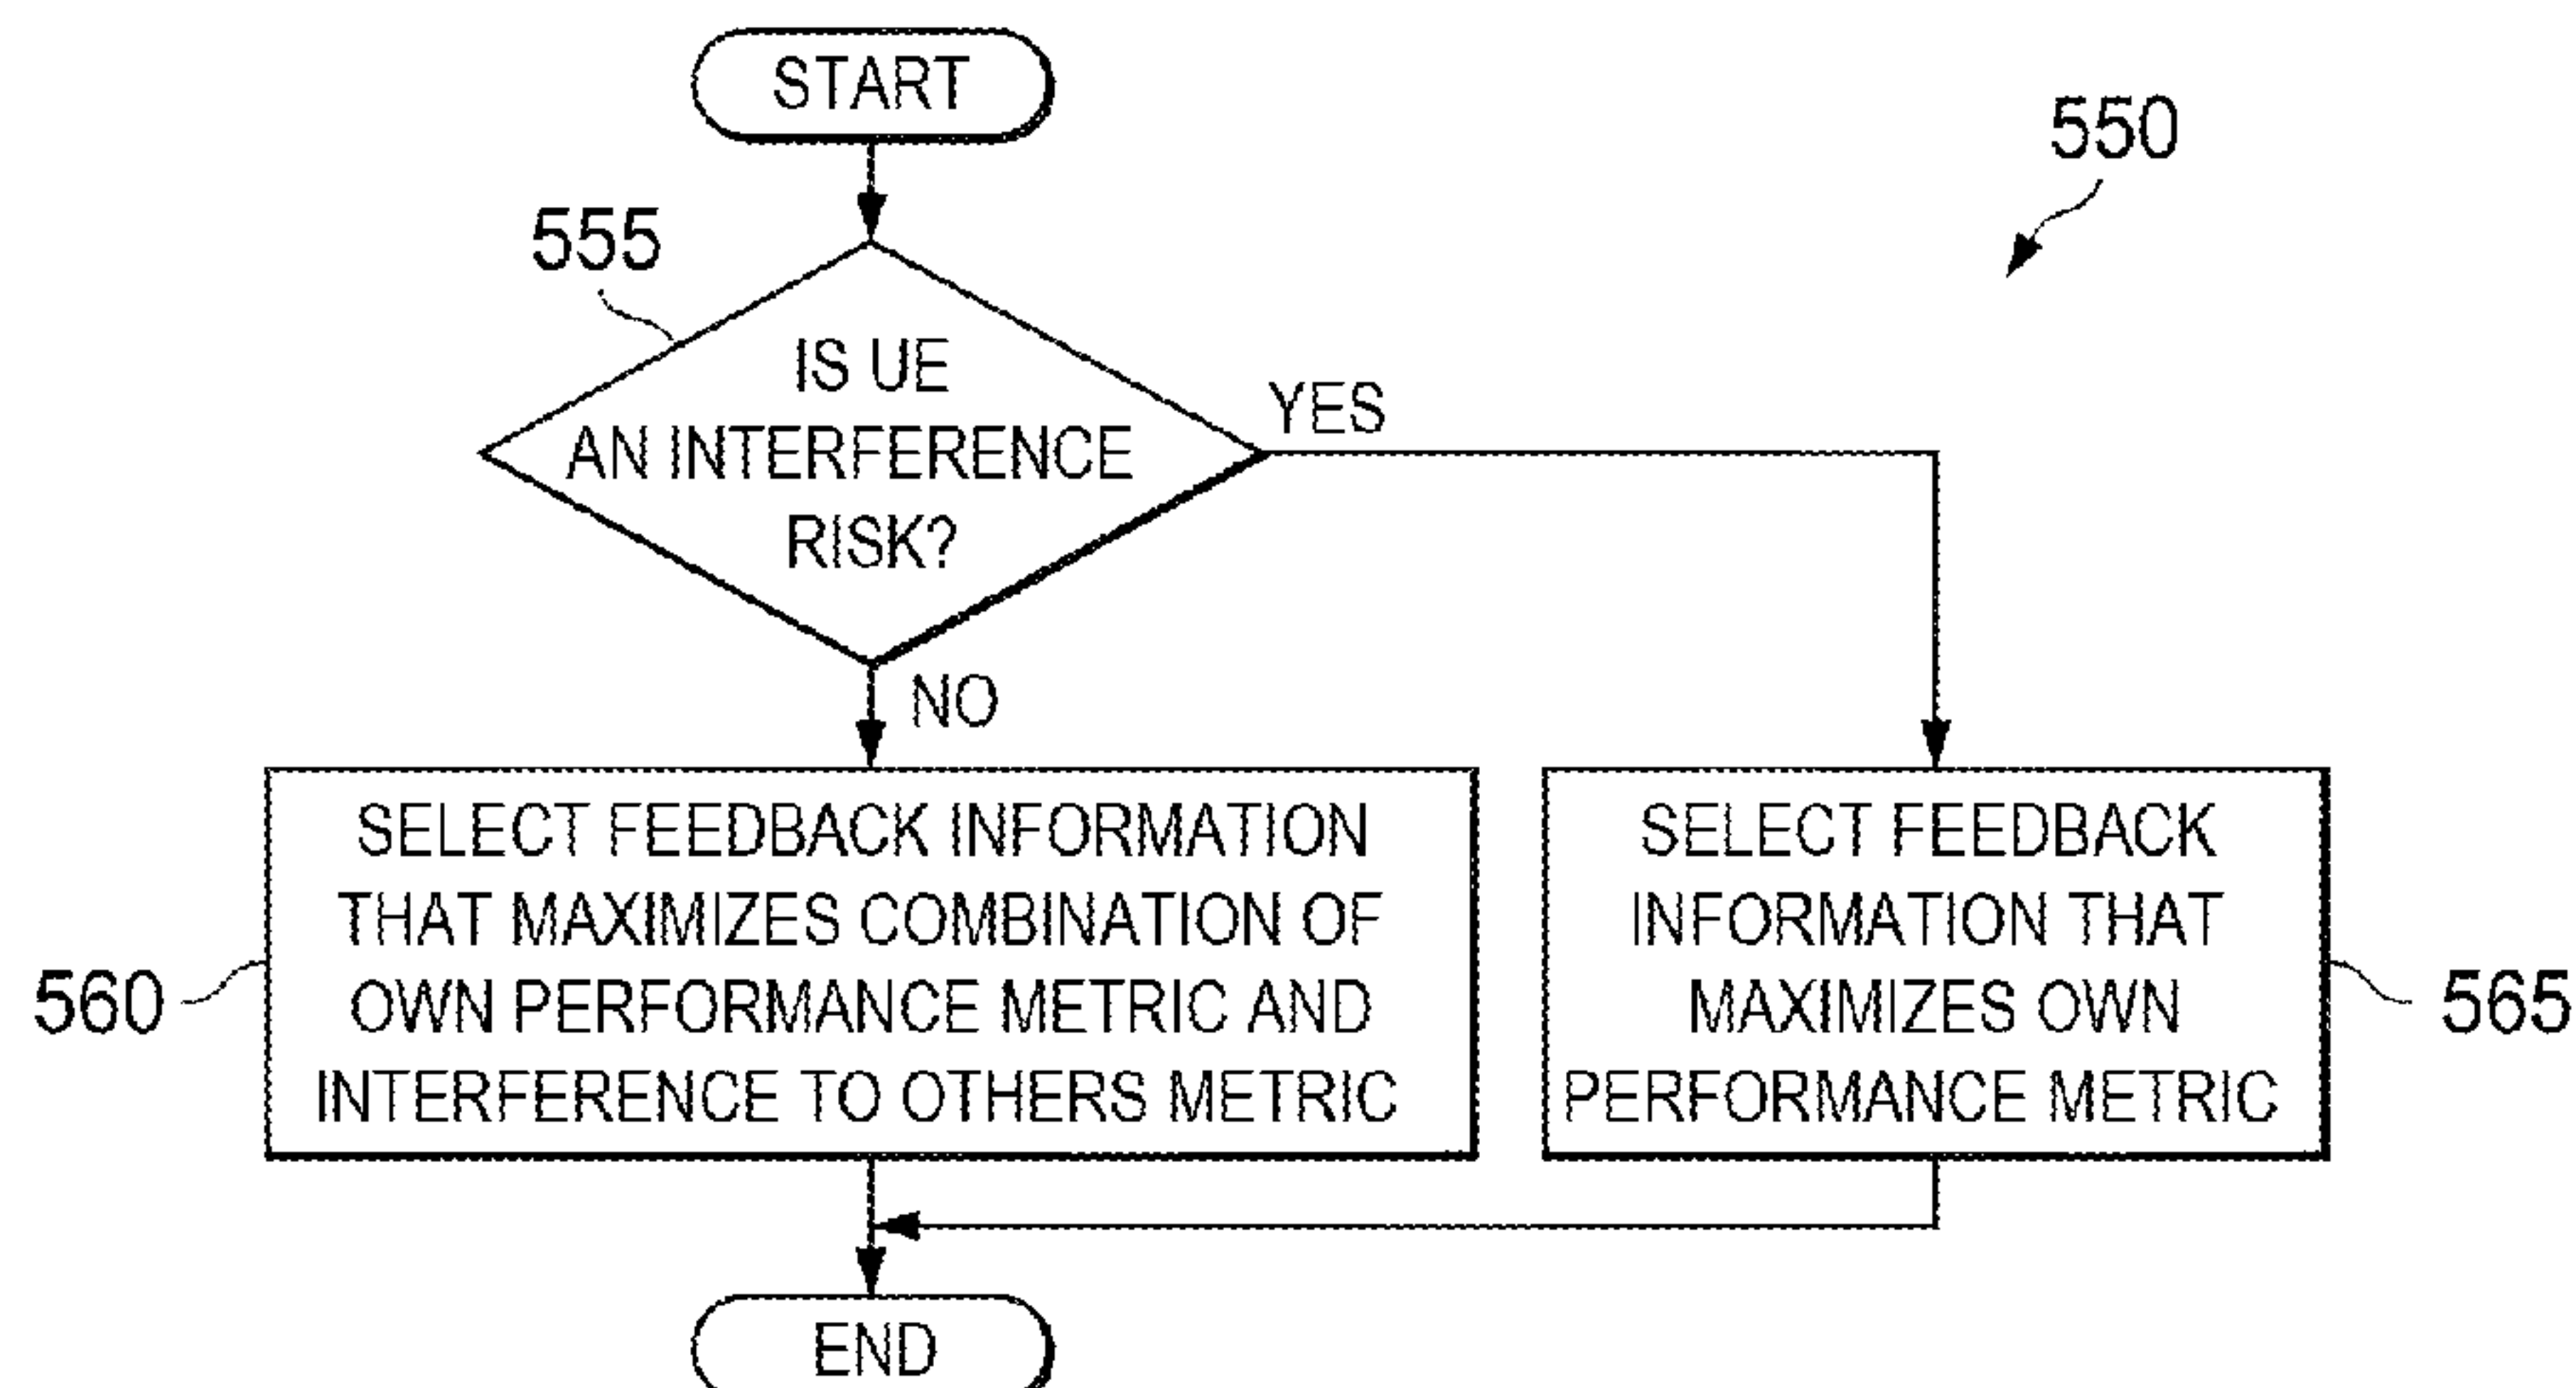 START
550
555
IS UE
AN INTERFERENCE
RISK?
YES
NO
SELECT FEEDBACK INFORMATION
THAT MAXIMIZES COMBINATION OF
OWN PERFORMANCE METRIC AND
INTERFERENCE TO OTHERS METRIC
560
SELECT FEEDBACK
INFORMATION THAT
MAXIMIZES OWN
PERFORMANCE METRIC
565
END